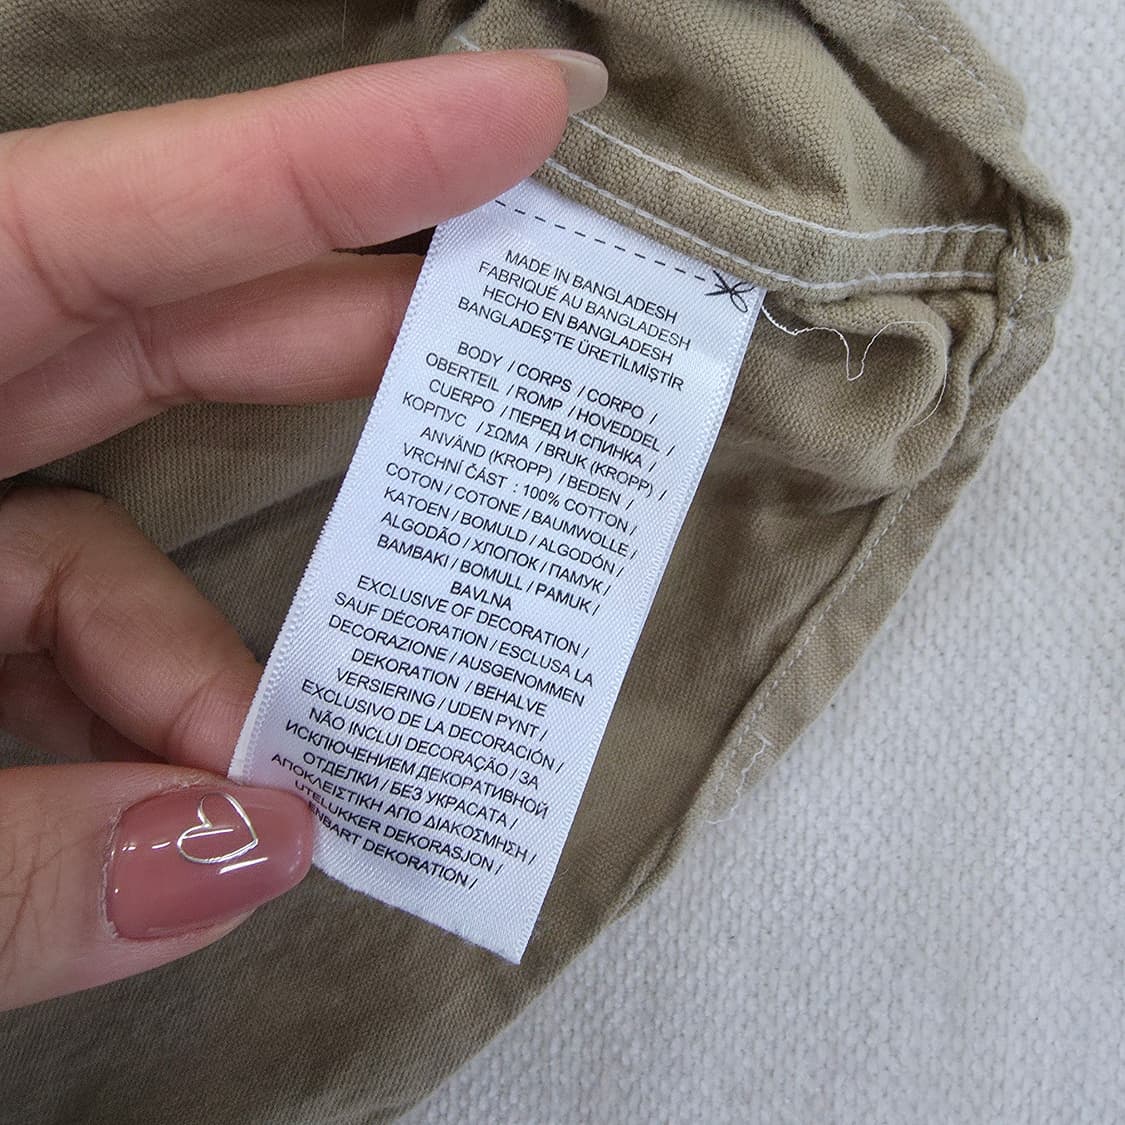 MADE IN BANGLADESH
FABRIQUÉ AU BANGLADESH
HECHO EN BANGLADESH
BANGLADEŞ'TE ÜRETİLMİŞTİR
BODY / CORPS / CORPO /
OBERTEIL / ROMP / HOVEDDEL /
CUERPO / ПЕРЕД И СПИНКА /
КОРПУС / ΣΩΜΑ / BRUK (KROPP) /
ANVÄND (KROPP) / BEDEN /
VRCHNÍ ČÁST : 100% COTTON /
COTON / COTONE / BAUMWOLLE /
KATOEN / BOMULD / ALGODÓN /
ALGODÃO / ХЛОПОК / ПАМУК /
BAMBAKI / BOMULL / PAMUK /
BAVLNA
EXCLUSIVE OF DECORATION /
SAUF DÉCORATION / ESCLUSA LA
DECORAZIONE / AUSGENOMMEN
DEKORATION / BEHALVE
VERSIERING / UDEN PYNT /
EXCLUSIVO DE LA DECORACIÓN /
NÃO INCLUI DECORAÇÃO / ЗА
ИСКЛЮЧЕНИЕМ ДЕКОРАТИВНОЙ
ОТДЕЛКИ / БЕЗ УКРАСАТА /
ΑΠΟΚΛΕΙΣΤΙΚΗ ΑΠΟ ΔΙΑΚΟΣΜΗΣΗ /
UTELUKKER DEKORASJON /
ENBART DEKORATION /